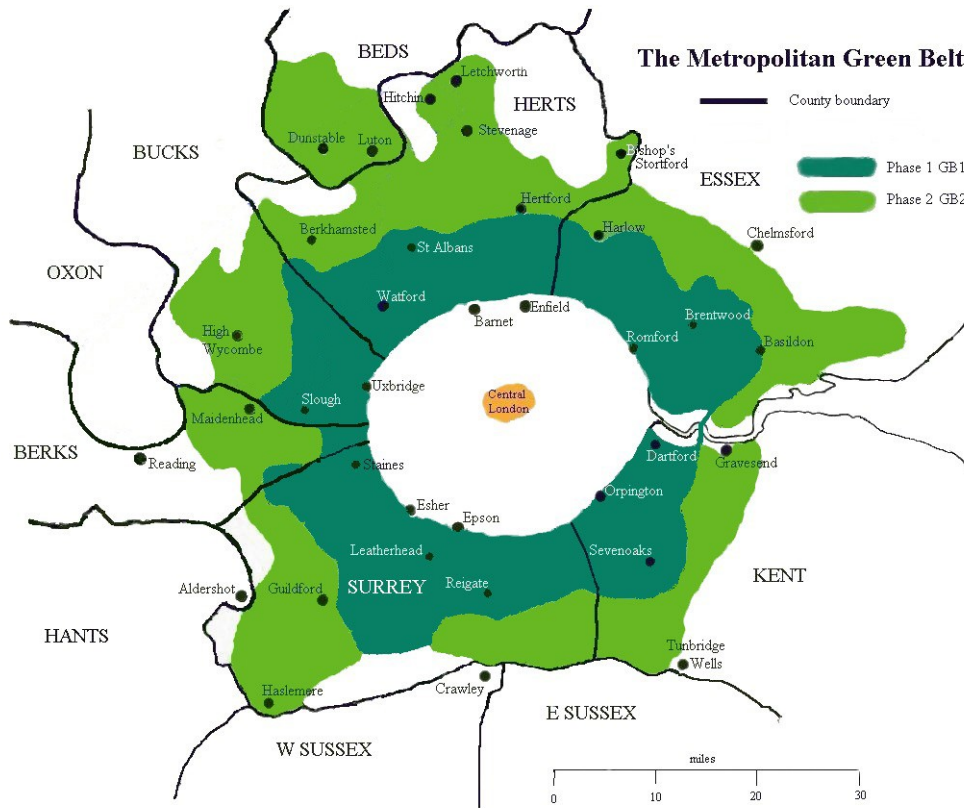 The Metropolitan Green Belt
County boundary
Phase 1 GB1
Phase 2 GB2
BEDS
Letchworth
Hitchin
HERTS
Stevenage
Dunstable
Luton
Bishop's
Stortford
BUCKS
ESSEX
Hertford
Berkhamsted
St Albans
Harlow
Chelmsford
OXON
Watford
Barnet
Enfield
Brentwood
High
Wycombe
Romford
Basildon
Uxbridge
Central
London
Slough
Maidenhead
BERKS
Reading
Staines
Dartford
Gravesend
Orpington
Esher
Epson
Leatherhead
Sevenoaks
KENT
Aldershot
Guildford
SURREY
Reigate
HANTS
Tunbridge
Wells
Haslemore
Crawley
E SUSSEX
W SUSSEX
miles
0
10
20
30